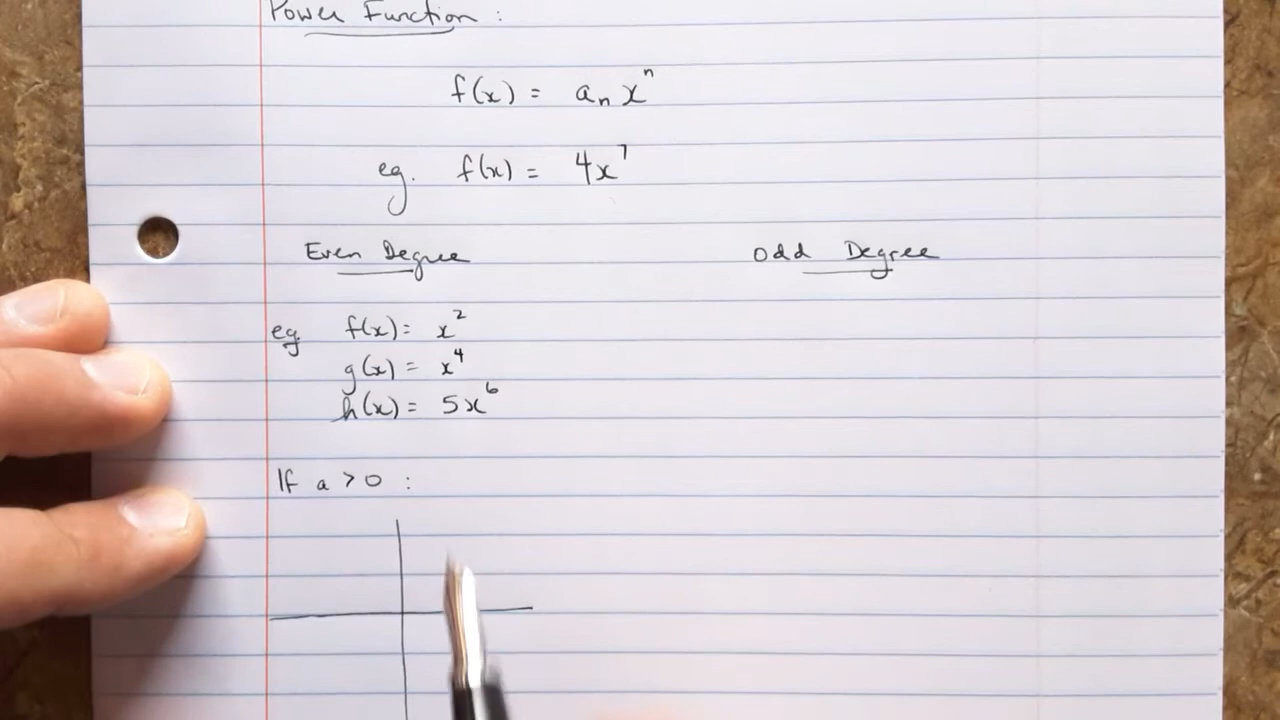 Power Function :
f(x) = aₙ xⁿ
eg. f(x) = 4x⁷
Even Degree
Odd Degree
eg f(x) = x²
g(x) = x⁴
h(x) = 5x⁶
If a > 0 :